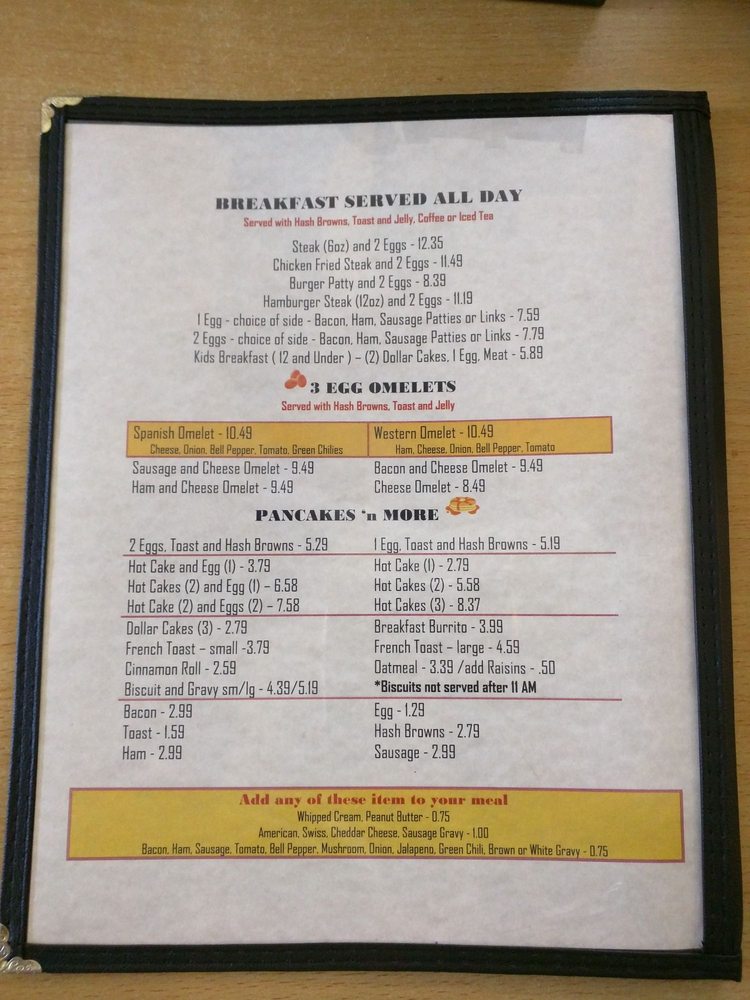 BREAKFAST SERVED ALL DAY
Served with Hash Browns, Toast and Jelly, Coffee or Iced Tea
Steak (6oz) and 2 Eggs - 12.35
Chicken Fried Steak and 2 Eggs - 11.49
Burger Patty and 2 Eggs - 8.39
Hamburger Steak (12oz) and 2 Eggs - 11.19
1 Egg - choice of side - Bacon, Ham, Sausage Patties or Links - 7.59
2 Eggs - choice of side - Bacon, Ham, Sausage Patties or Links - 7.79
Kids Breakfast ( 12 and Under ) – (2) Dollar Cakes, 1 Egg, Meat - 5.89
3 EGG OMELETS
Served with Hash Browns, Toast and Jelly
Spanish Omelet - 10.49
Cheese, Onion, Bell Pepper, Tomato, Green Chilies
Western Omelet - 10.49
Ham, Cheese, Onion, Bell Pepper, Tomato
Sausage and Cheese Omelet - 9.49
Bacon and Cheese Omelet - 9.49
Ham and Cheese Omelet - 9.49
Cheese Omelet - 8.49
PANCAKES 'n MORE
2 Eggs, Toast and Hash Browns - 5.29
1 Egg, Toast and Hash Browns - 5.19
Hot Cake and Egg (1) - 3.79
Hot Cake (1) - 2.79
Hot Cakes (2) and Egg (1) – 6.58
Hot Cakes (2) - 5.58
Hot Cake (2) and Eggs (2) – 7.58
Hot Cakes (3) - 8.37
Dollar Cakes (3) - 2.79
Breakfast Burrito - 3.99
French Toast – small -3.79
French Toast – large - 4.59
Cinnamon Roll - 2.59
Oatmeal - 3.39 /add Raisins - .50
Biscuit and Gravy sm/lg - 4.39/5.19
*Biscuits not served after 11 AM
Bacon - 2.99
Egg - 1.29
Toast - 1.59
Hash Browns - 2.79
Ham - 2.99
Sausage - 2.99
Add any of these item to your meal
Whipped Cream, Peanut Butter - 0.75
American, Swiss, Cheddar Cheese, Sausage Gravy - 1.00
Bacon, Ham, Sausage, Tomato, Bell Pepper, Mushroom, Onion, Jalapeno, Green Chili, Brown or White Gravy - 0.75